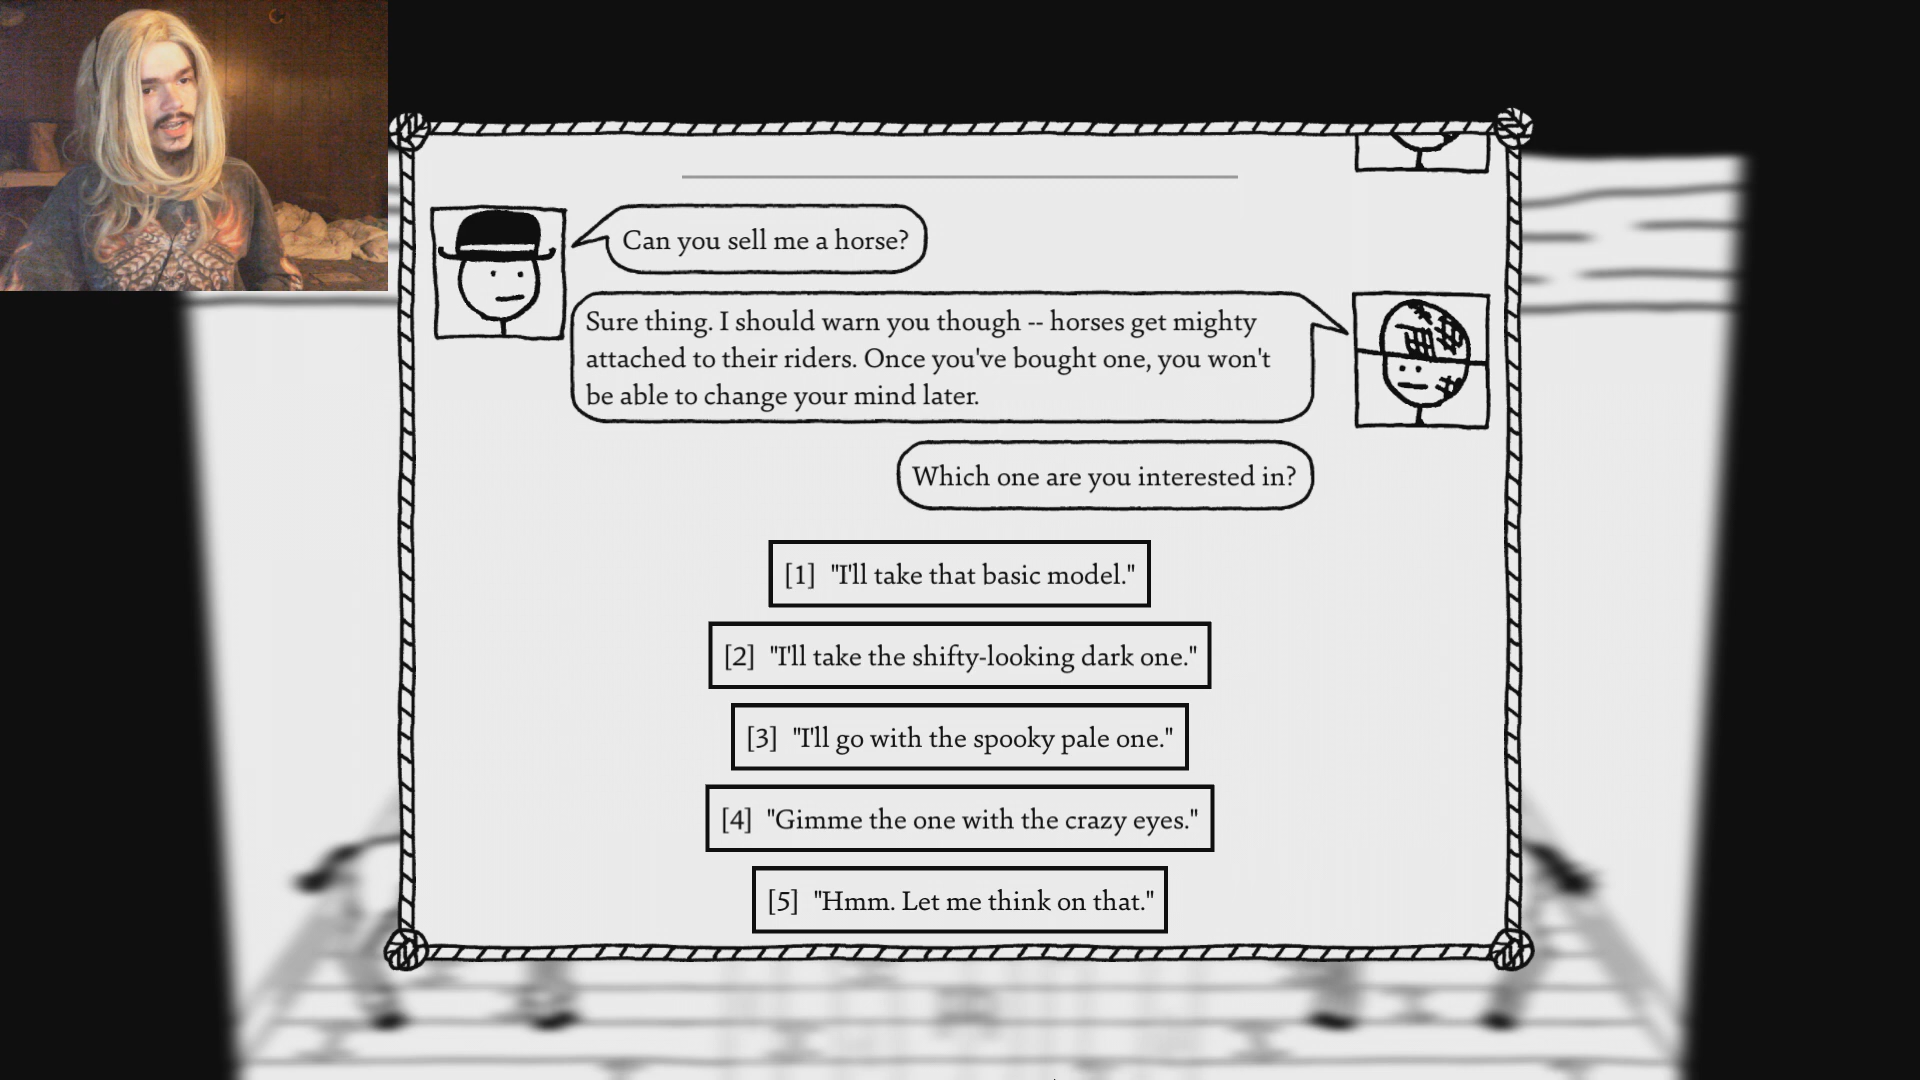 Can you sell me a horse?
Sure thing. I should warn you though -- horses get mighty
attached to their riders. Once you've bought one, you won't
be able to change your mind later.
Which one are you interested in?
[1] "I'll take that basic model."
[2] "I'll take the shifty-looking dark one."
[3] "I'll go with the spooky pale one."
[4] "Gimme the one with the crazy eyes."
[5] "Hmm. Let me think on that."